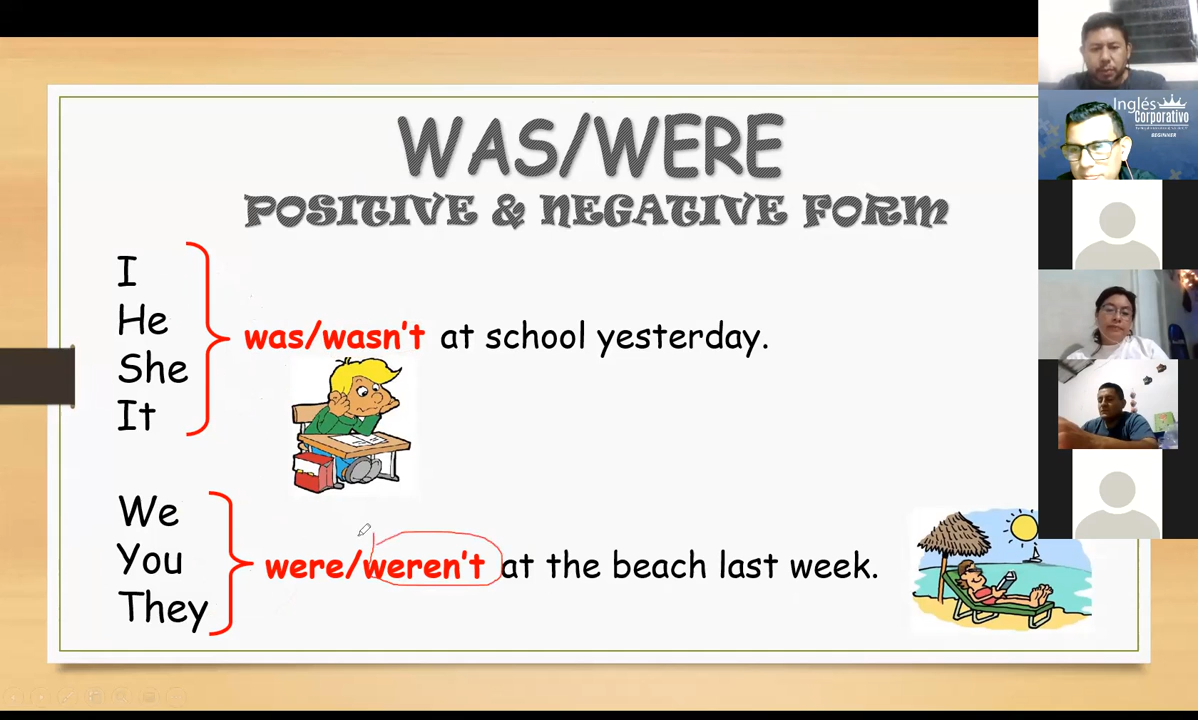 WAS/WERE
POSITIVE & NEGATIVE FORM
I
He
She
It
was/wasn't at school yesterday.
We
You
They
were/weren't at the beach last week.
Inglés
Corporativo
BEGINNER